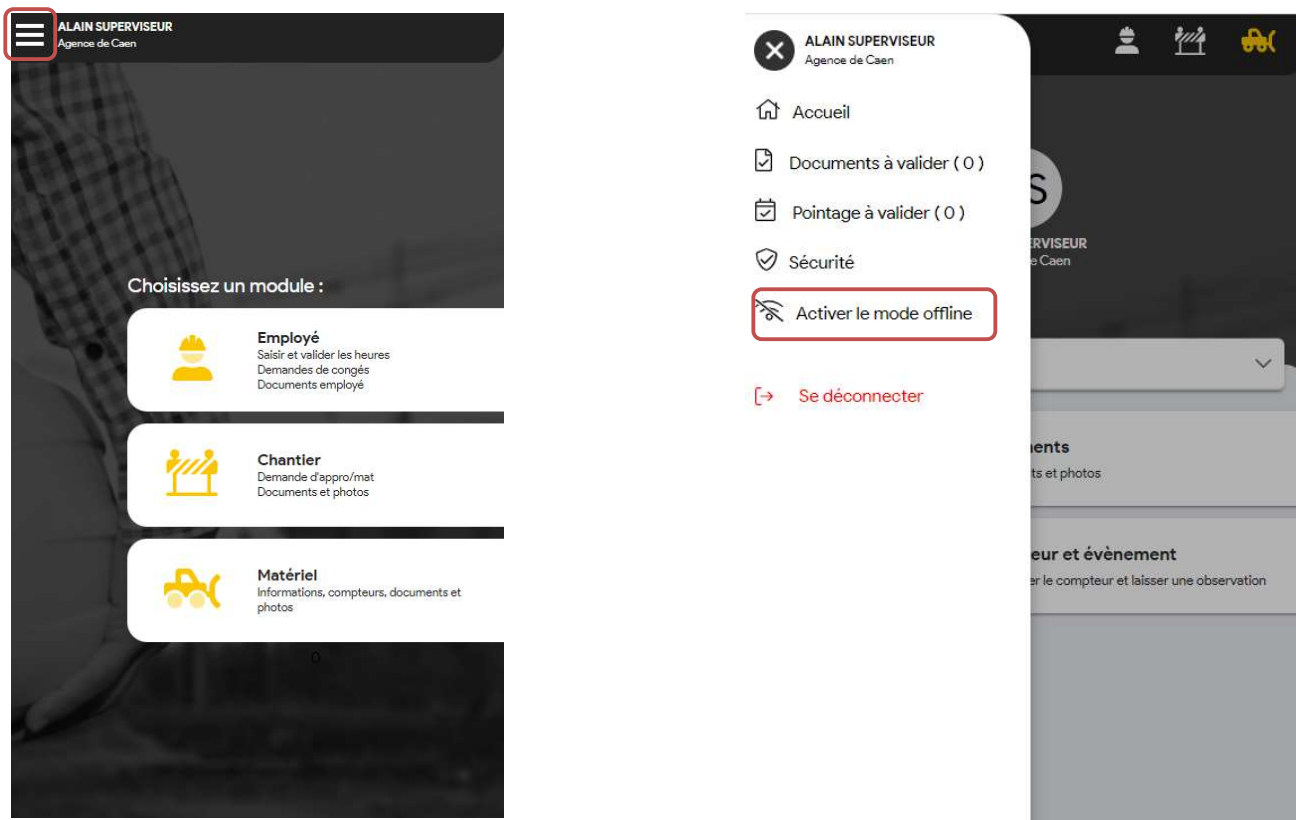 ALAIN SUPERVISEUR
Agence de Caen
Choisissez un module :
Employé
Saisir et valider les heures
Demandes de congés
Documents employé
Chantier
Demande d'appro/mat
Documents et photos
Matériel
Informations, compteurs, documents et
photos
0
ALAIN SUPERVISEUR
Agence de Caen
Accueil
Documents à valider ( 0 )
Pointage à valider ( 0 )
Sécurité
Activer le mode offline
Se déconnecter
S
ERVISEUR
e Caen
ents
ts et photos
eur et évènement
er le compteur et laisser une observation